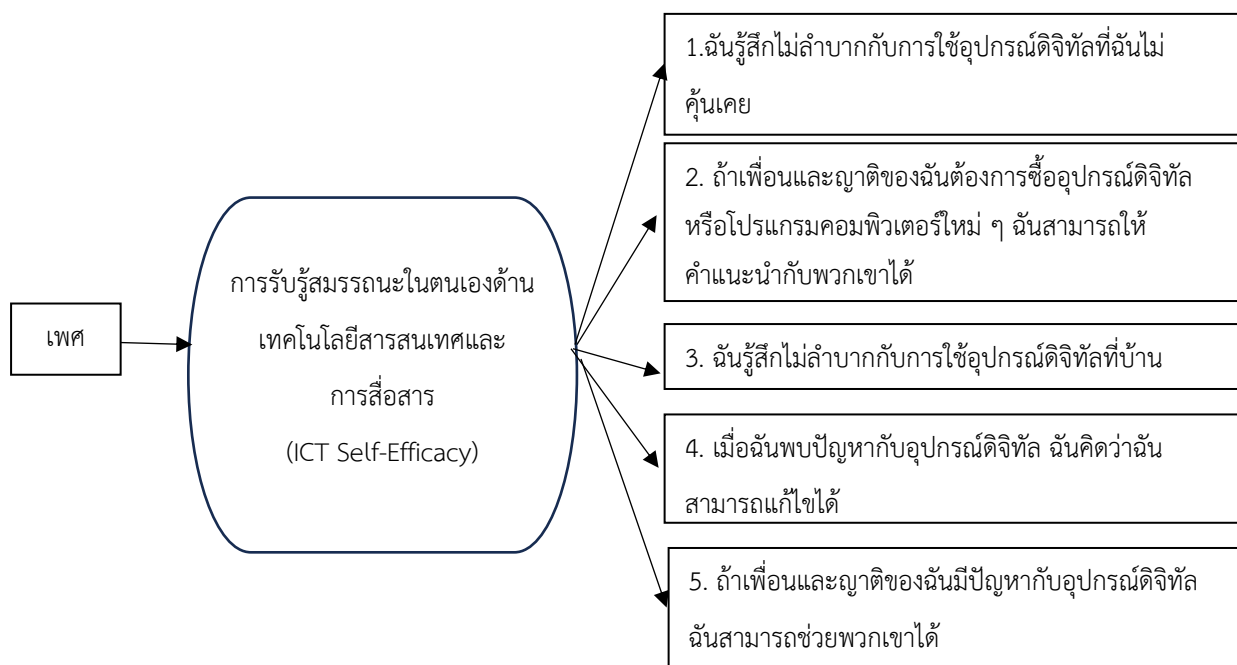 เพศ
การรับรู้สมรรถนะในตนเองด้าน
เทคโนโลยีสารสนเทศและ
การสื่อสาร
(ICT Self-Efficacy)
1.ฉันรู้สึกไม่ลำบากกับการใช้อุปกรณ์ดิจิทัลที่ฉันไม่
คุ้นเคย
2. ถ้าเพื่อนและญาติของฉันต้องการซื้ออุปกรณ์ดิจิทัล
หรือโปรแกรมคอมพิวเตอร์ใหม่ ๆ ฉันสามารถให้
คำแนะนำกับพวกเขาได้
3. ฉันรู้สึกไม่ลำบากกับการใช้อุปกรณ์ดิจิทัลที่บ้าน
4. เมื่อฉันพบปัญหากับอุปกรณ์ดิจิทัล ฉันคิดว่าฉัน
สามารถแก้ไขได้
5. ถ้าเพื่อนและญาติของฉันมีปัญหากับอุปกรณ์ดิจิทัล
ฉันสามารถช่วยพวกเขาได้